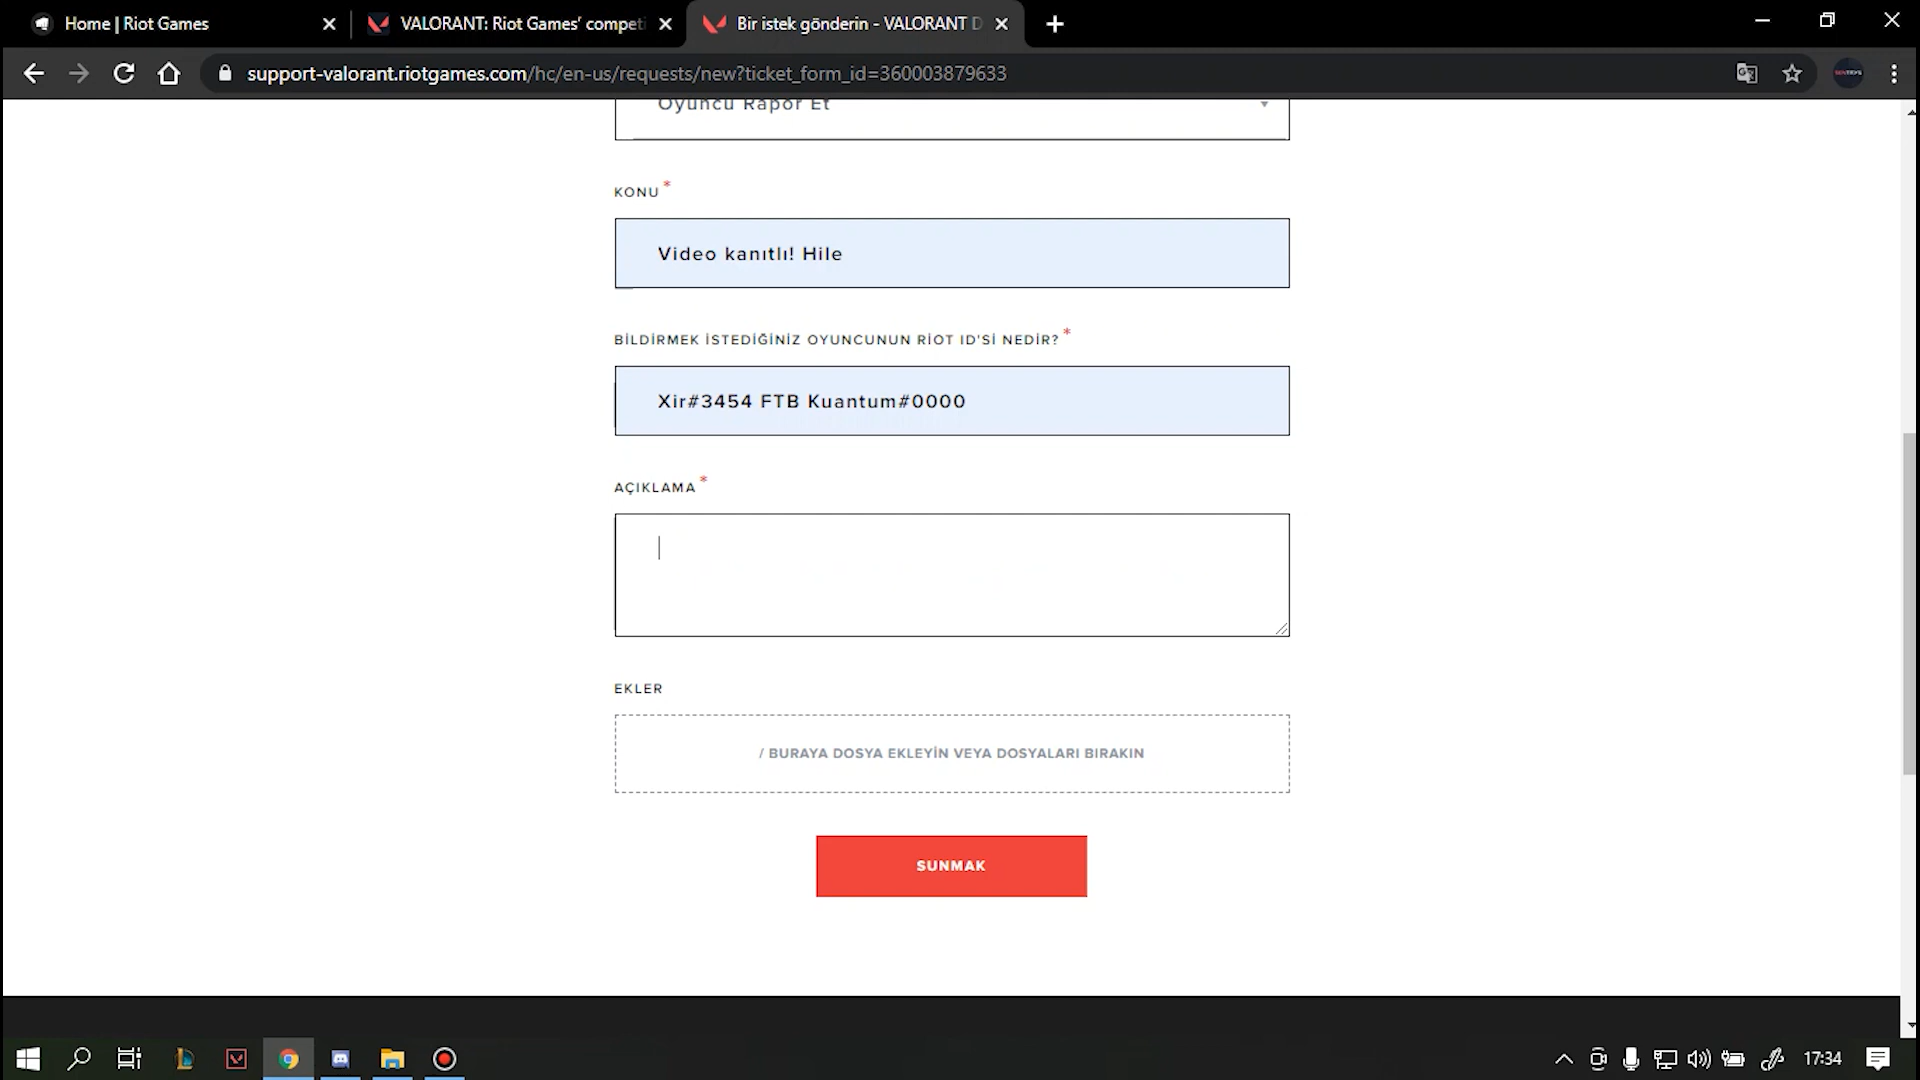 Home | Riot Games
VALORANT: Riot Games' competi
Bir istek gönderin - VALORANT D
support-valorant.riotgames.com/hc/en-us/requests/new?ticket_form_id=360003879633
Oyuncu Rapor Et
KONU *
Video kanıtlı! Hile
BİLDİRMEK İSTEDİĞİNİZ OYUNCUNUN RİOT ID'Sİ NEDİR? *
Xir#3454 FTB Kuantum#0000
AÇIKLAMA *
EKLER
/ BURAYA DOSYA EKLEYİN VEYA DOSYALARI BIRAKIN
SUNMAK
17:34